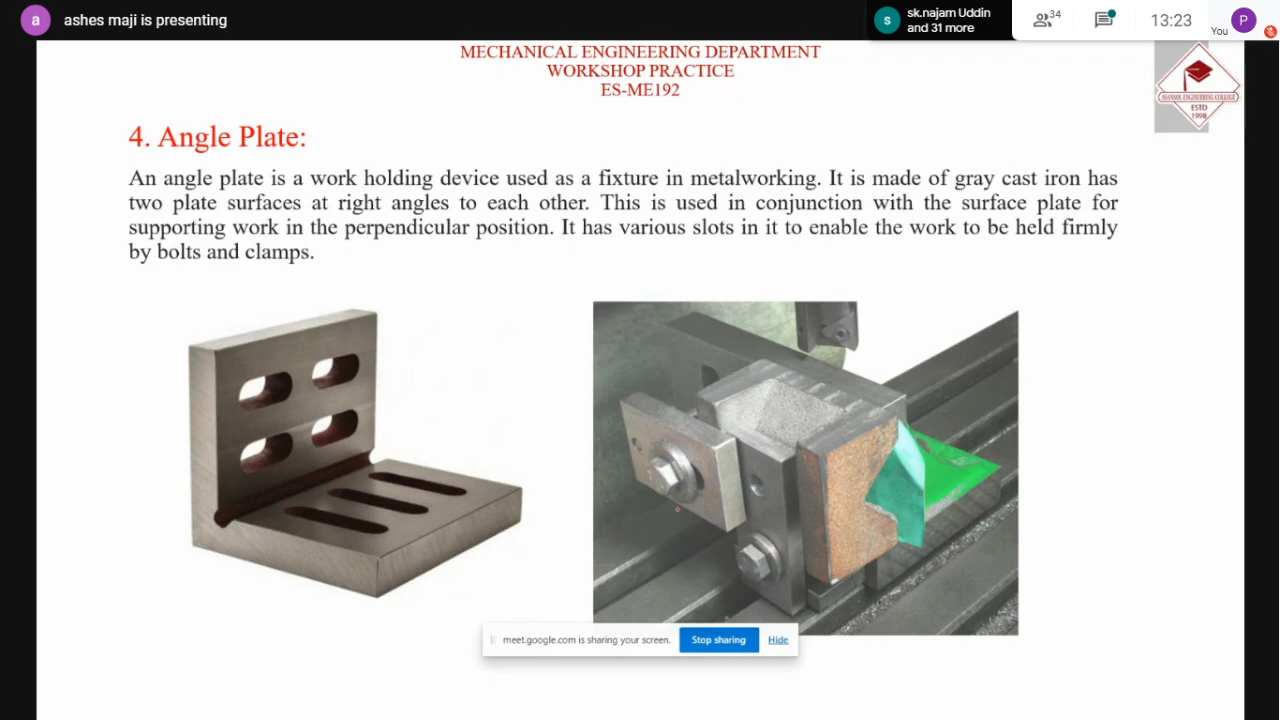 a ashes maji is presenting
s sk.najam Uddin
and 31 more
34
13:23
You P
MECHANICAL ENGINEERING DEPARTMENT
WORKSHOP PRACTICE
ES-ME192
ASANSOL ENGINEERING COLLEGE
ESTD
1998
4. Angle Plate:
An angle plate is a work holding device used as a fixture in metalworking. It is made of gray cast iron has
two plate surfaces at right angles to each other. This is used in conjunction with the surface plate for
supporting work in the perpendicular position. It has various slots in it to enable the work to be held firmly
by bolts and clamps.
meet.google.com is sharing your screen. Stop sharing Hide